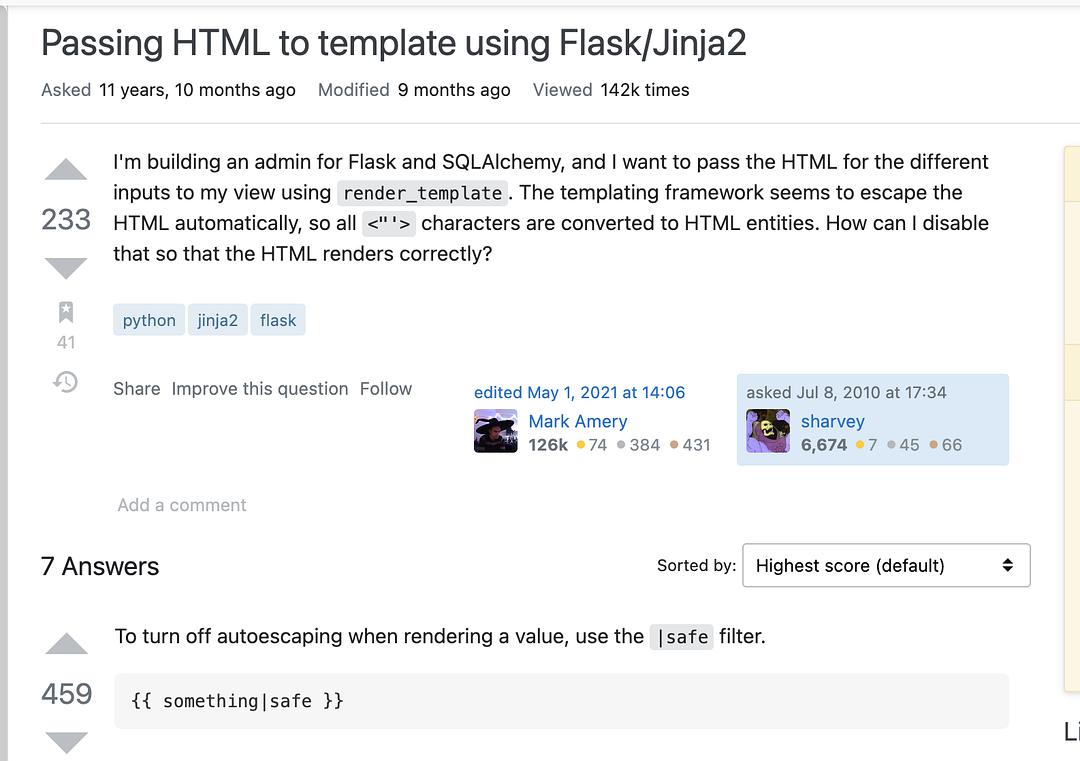 Passing HTML to template using Flask/Jinja2
Asked 11 years, 10 months ago Modified 9 months ago Viewed 142k times
I'm building an admin for Flask and SQLAlchemy, and I want to pass the HTML for the different
inputs to my view using render_template. The templating framework seems to escape the
233
HTML automatically, so all <"'> characters are converted to HTML entities. How can I disable
that so that the HTML renders correctly?
41
python jinja2 flask
Share Improve this question Follow
edited May 1, 2021 at 14:06
Mark Amery
126k 74 384 431
asked Jul 8, 2010 at 17:34
sharvey
6,674 7 45 66
Add a comment
7 Answers
Sorted by: Highest score (default)
To turn off autoescaping when rendering a value, use the |safe filter.
459
{{ something|safe }}
Li